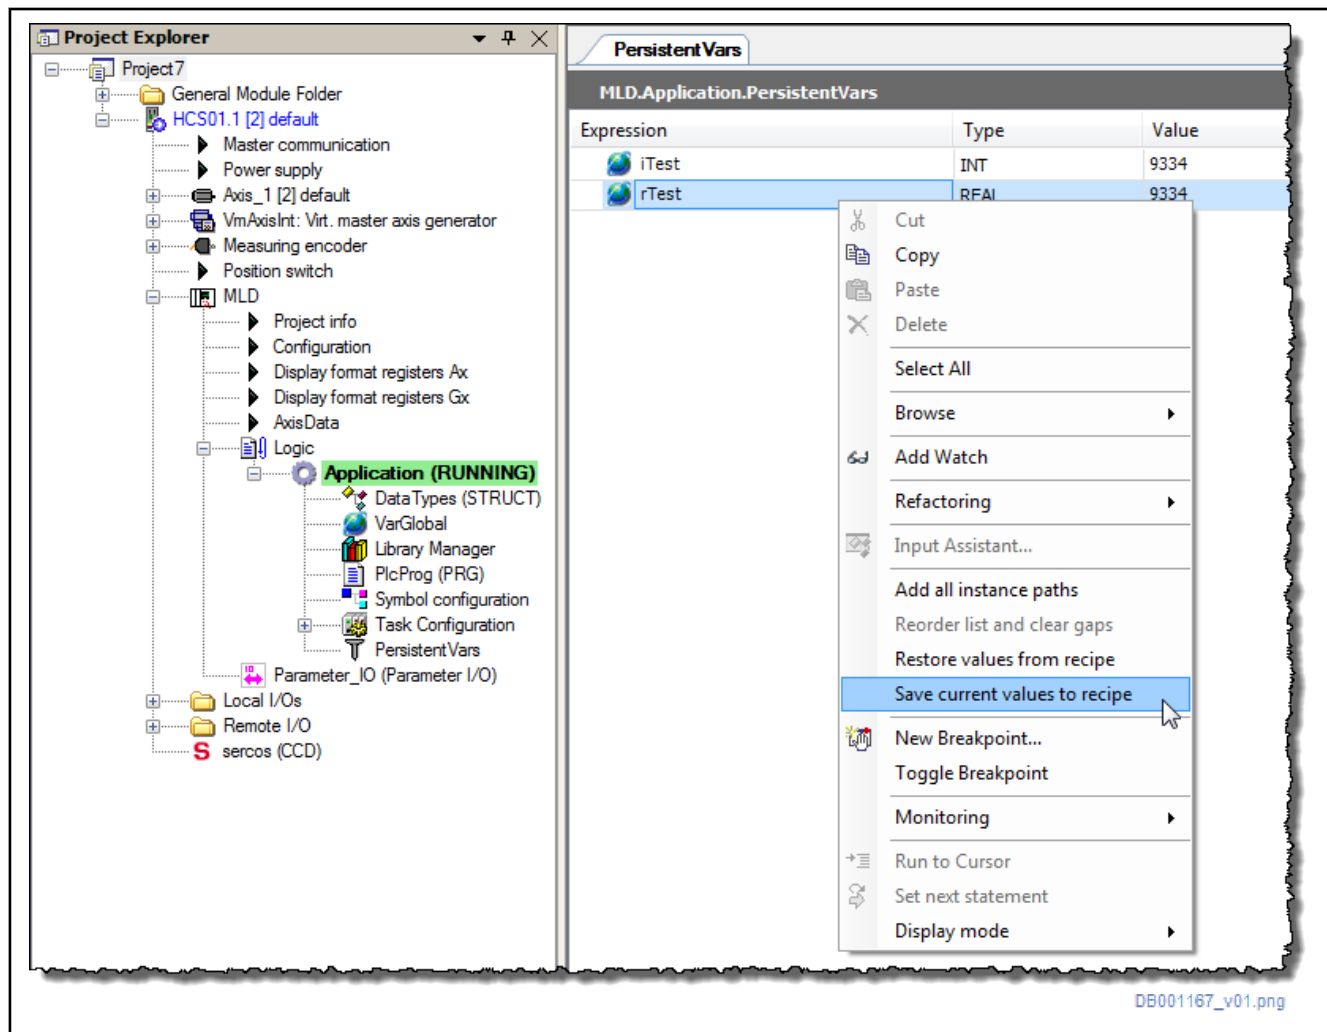 Project Explorer
Project7
General Module Folder
HCS01.1 [2] default
Master communication
Power supply
Axis_1 [2] default
VmAxisInt: Virt. master axis generator
Measuring encoder
Position switch
MLD
Project info
Configuration
Display format registers Ax
Display format registers Gx
AxisData
Logic
Application (RUNNING)
DataTypes (STRUCT)
VarGlobal
Library Manager
PlcProg (PRG)
Symbol configuration
Task Configuration
PersistentVars
Parameter_IO (Parameter I/O)
Local I/Os
Remote I/O
S sercos (CCD)
PersistentVars
MLD.Application.PersistentVars
Expression Type Value
iTest INT 9334
rTest REAL 9334
Cut
Copy
Paste
Delete
Select All
Browse
Add Watch
Refactoring
Input Assistant...
Add all instance paths
Reorder list and clear gaps
Restore values from recipe
Save current values to recipe
New Breakpoint...
Toggle Breakpoint
Monitoring
Run to Cursor
Set next statement
Display mode
DB001167_v01.png